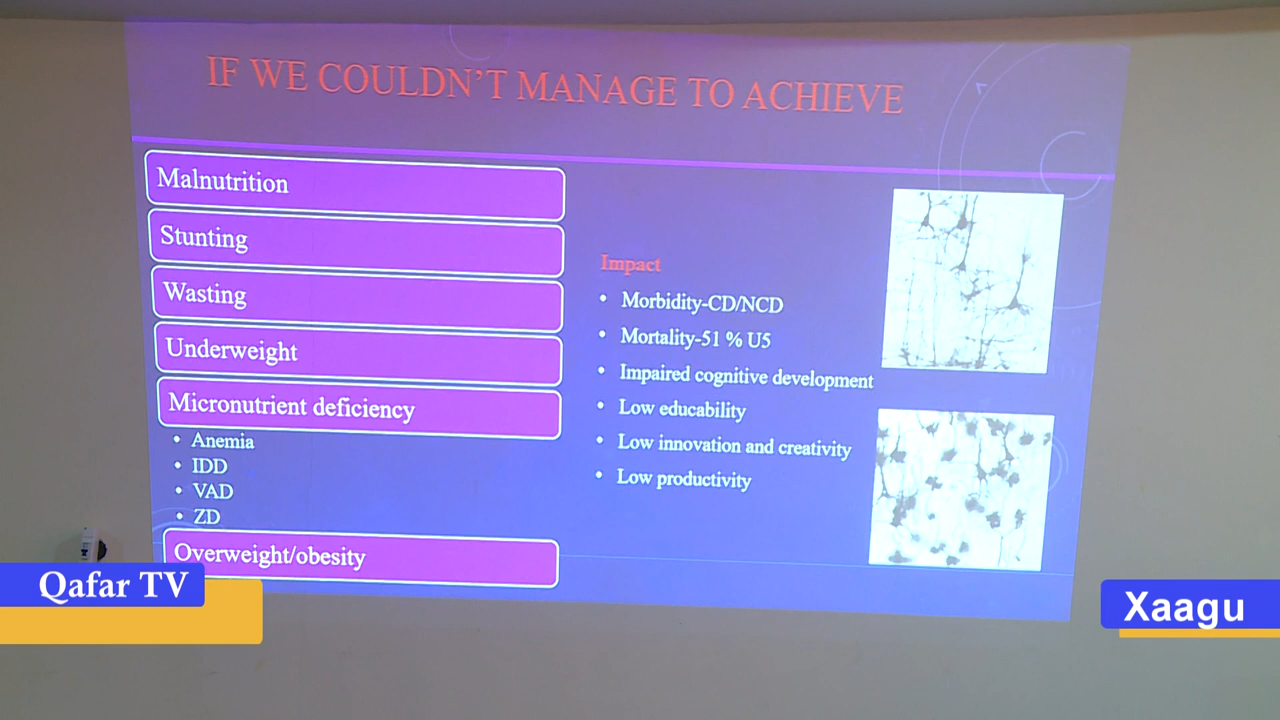 IF WE COULDN'T MANAGE TO ACHIEVE
Malnutrition
Stunting
Wasting
Underweight
Micronutrient deficiency
• Anemia
• IDD
• VAD
• ZD
Overweight/obesity
Impact
• Morbidity-CD/NCD
• Mortality-51 % U5
• Impaired cognitive development
• Low educability
• Low innovation and creativity
• Low productivity
Qafar TV
Xaagu